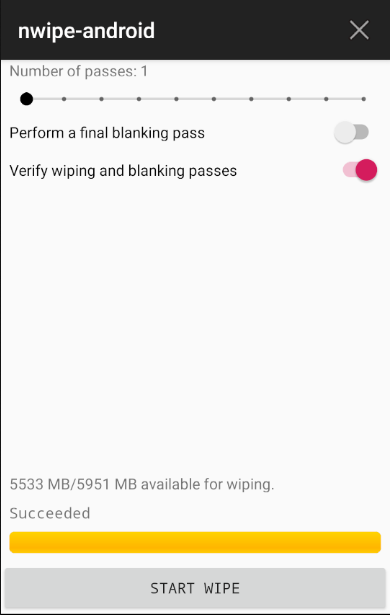 nwipe-android
Number of passes: 1
Perform a final blanking pass
Verify wiping and blanking passes
5533 MB/5951 MB available for wiping.
Succeeded
START WIPE